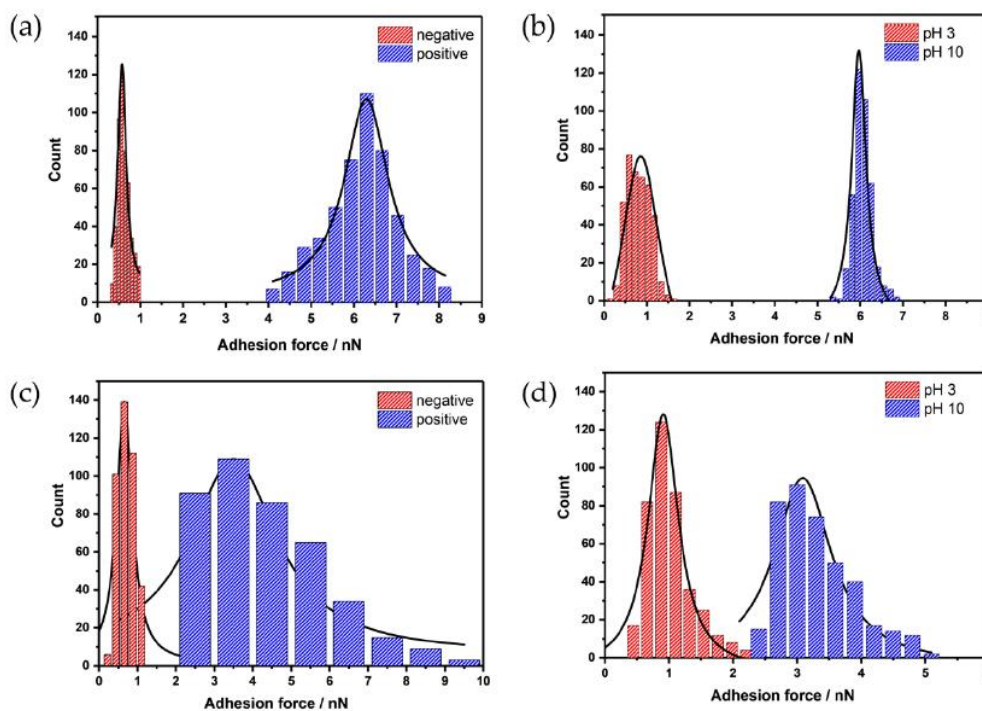 (a)
negative
positive
140
120
100
80
60
40
20
0
Count
0 1 2 3 4 5 6 7 8 9
Adhesion force / nN
(b)
pH 3
pH 10
140
120
100
80
60
40
20
0
Count
0 1 2 3 4 5 6 7 8
Adhesion force / nN
(c)
negative
positive
140
120
100
80
60
40
20
0
Count
0 1 2 3 4 5 6 7 8 9 10
Adhesion force / nN
(d)
pH 3
pH 10
140
120
100
80
60
40
20
0
Count
0 1 2 3 4 5
Adhesion force / nN